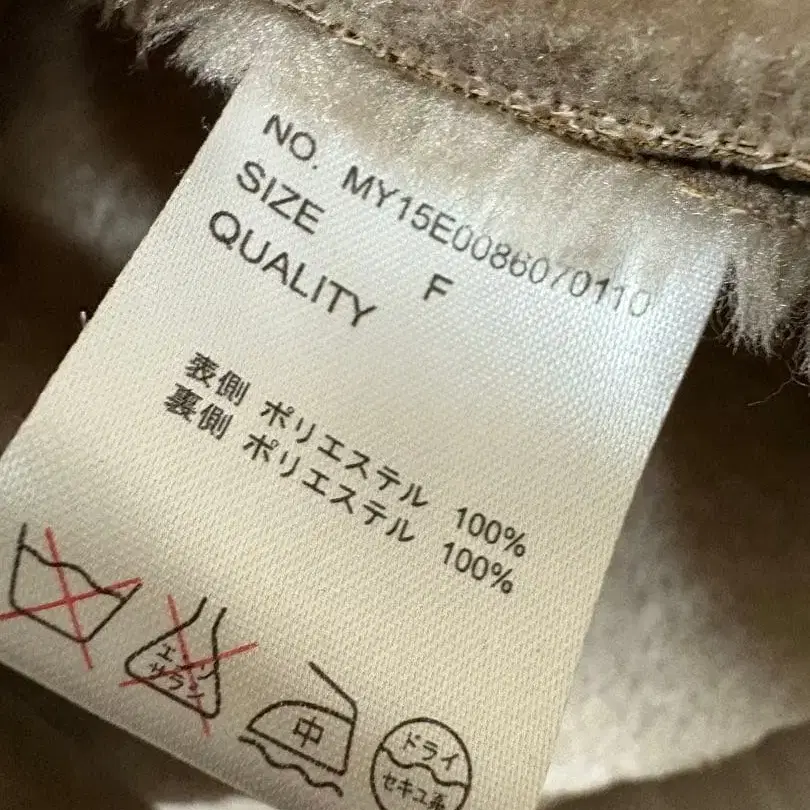 NO. MY15E0086070110
SIZE F
QUALITY
表側 ポリエステル 100%
裏側 ポリエステル 100%
エンソ
サラシ
中
ドライ
セキユ系